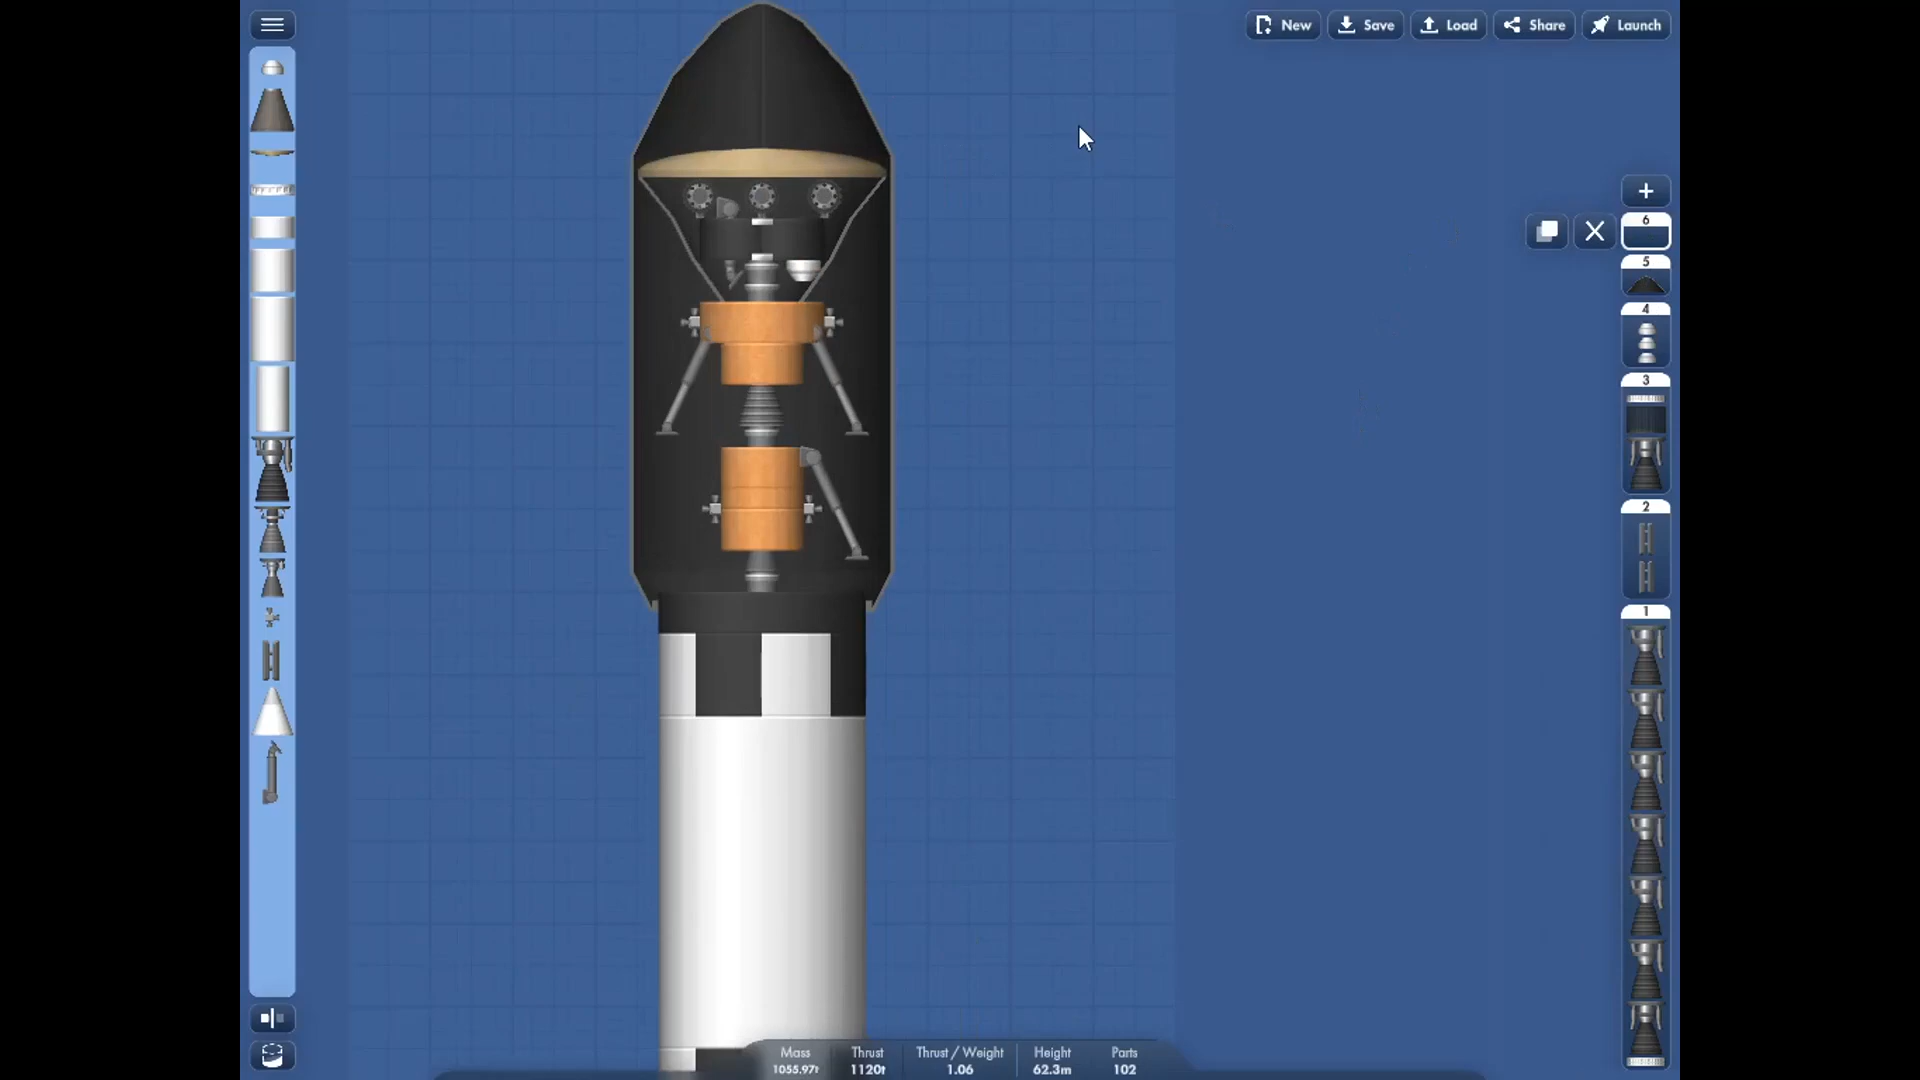 New Save Load Share Launch
6
5
4
3
2
1
Mass Thrust Thrust / Weight Height Parts
1055.97t 1120t 1.06 62.3m 102